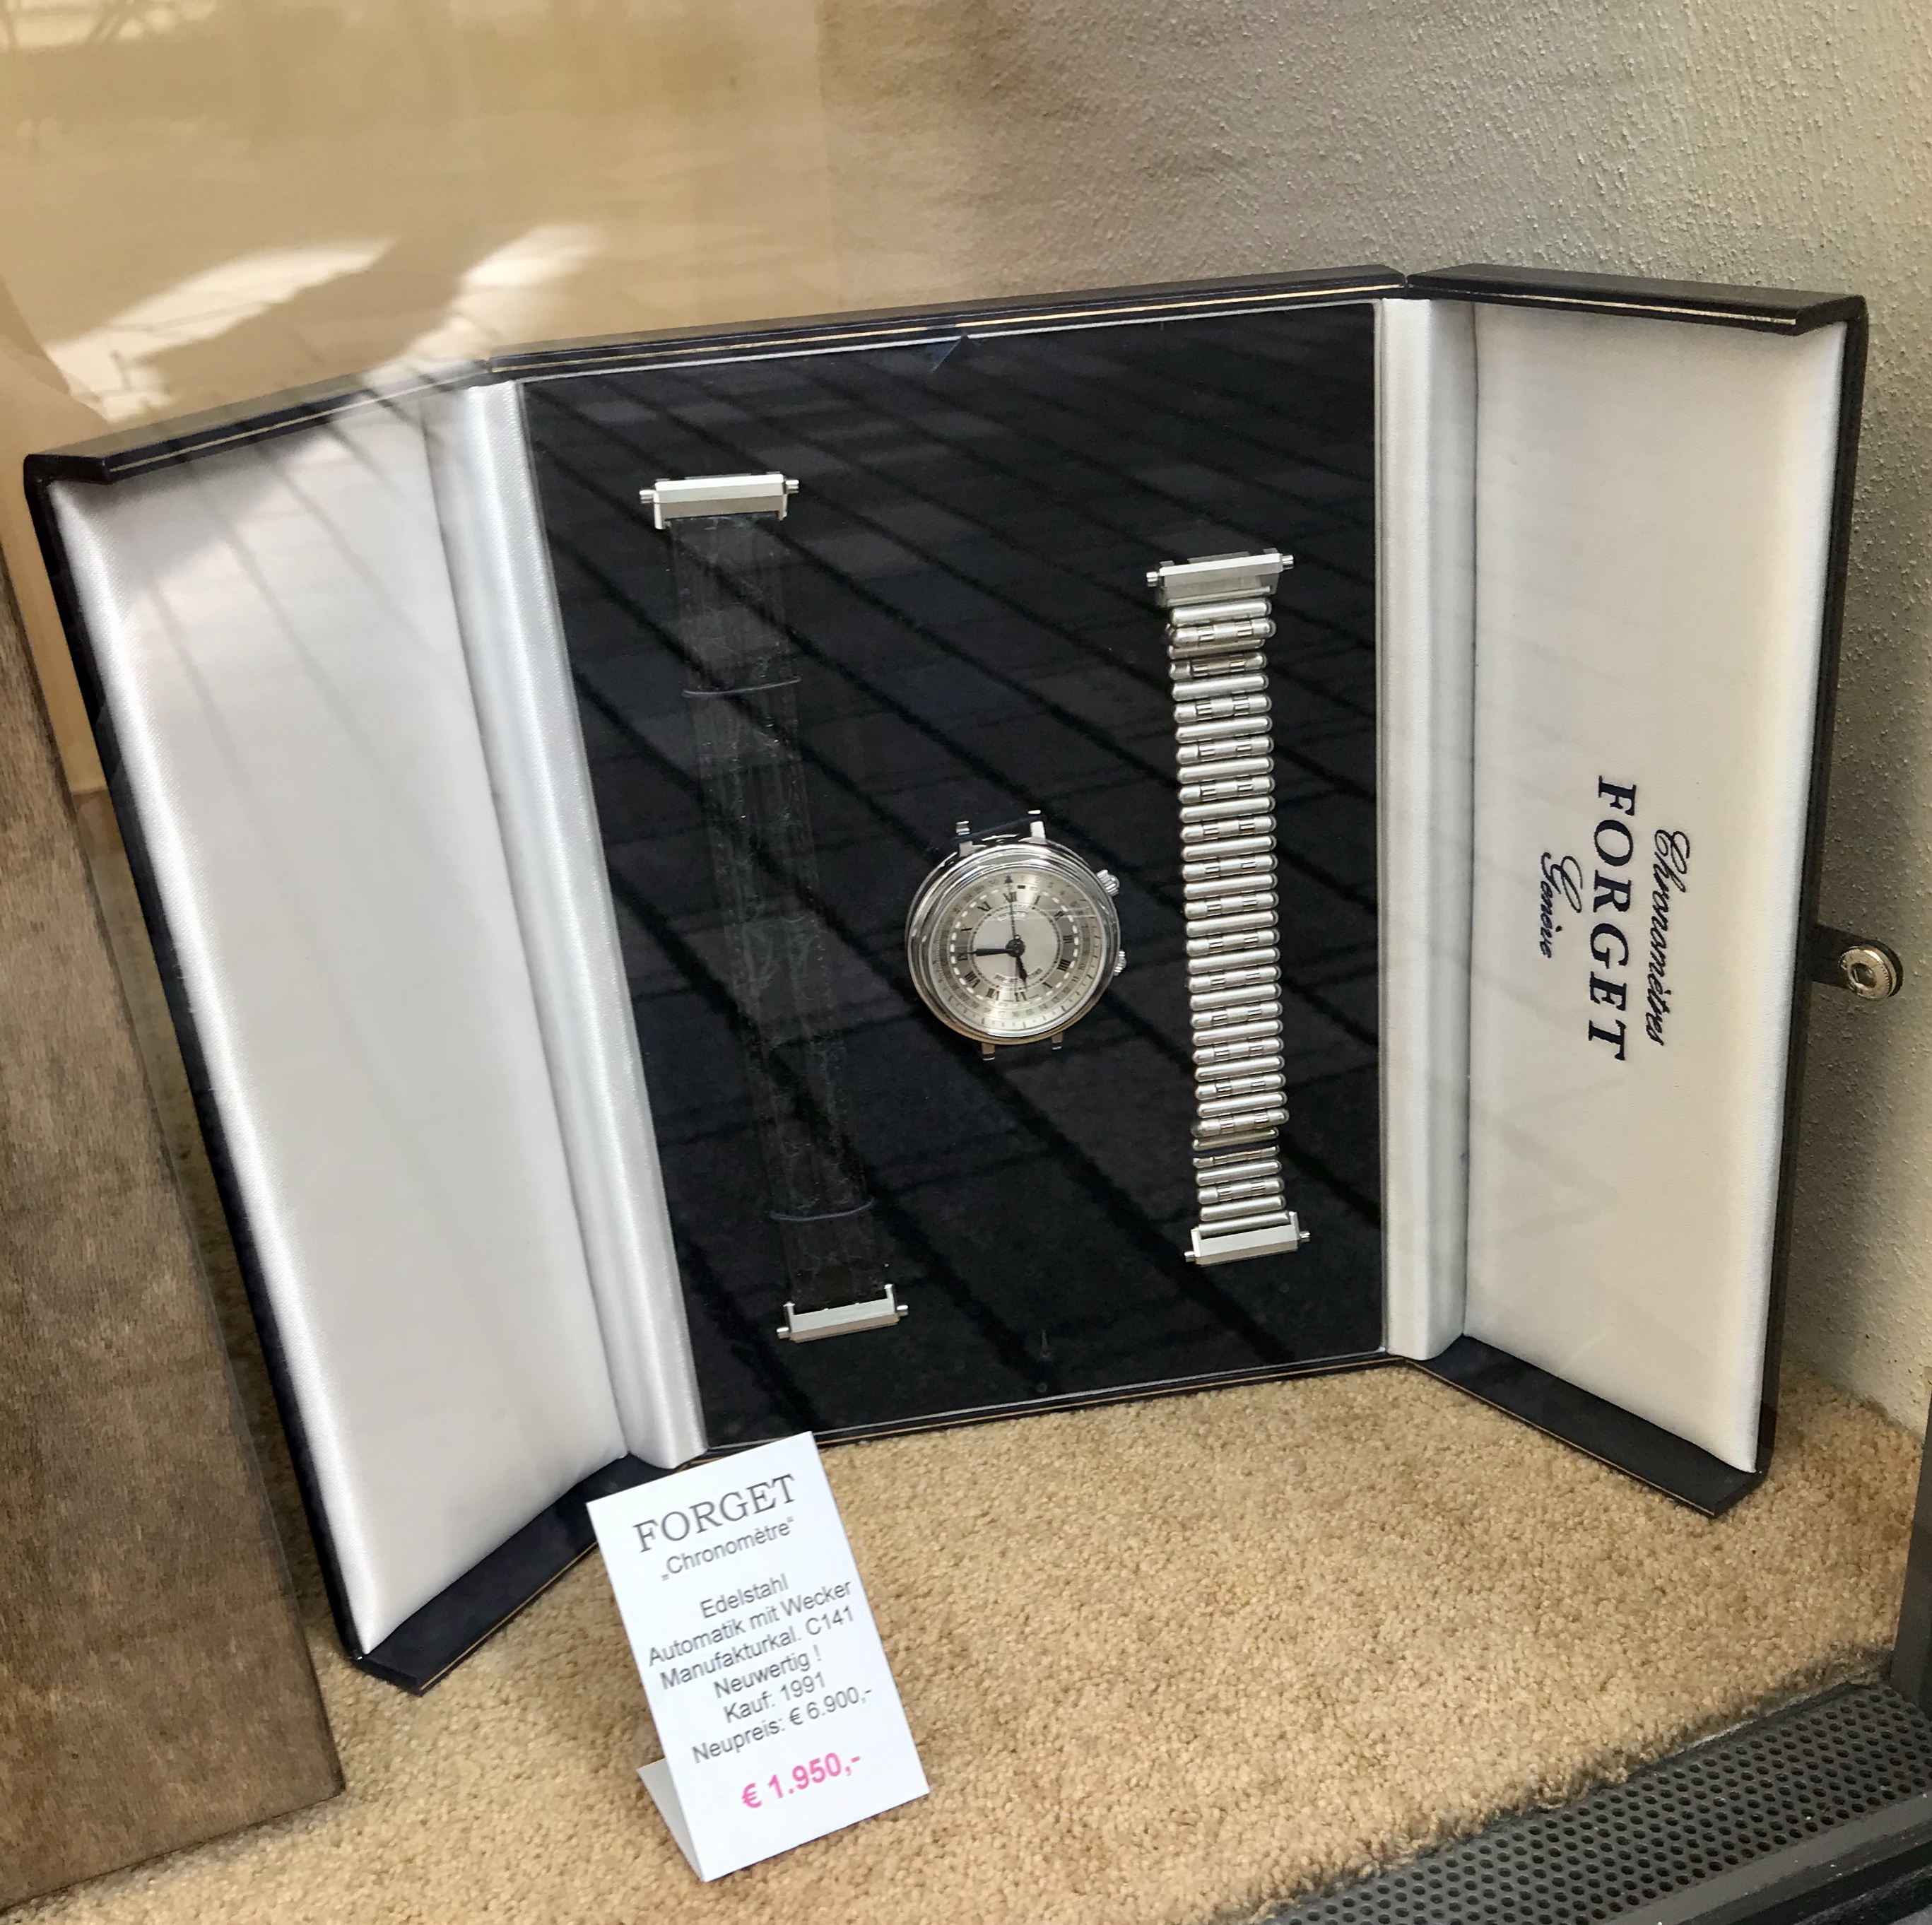 Chronomètres
FORGET
Genève
FORGET
„Chronomètre“
Edelstahl
Automatik mit Wecker
Manufakturkal. C141
Neuwertig !
Kauf: 1991
Neupreis: € 6.900,-
€ 1.950,-